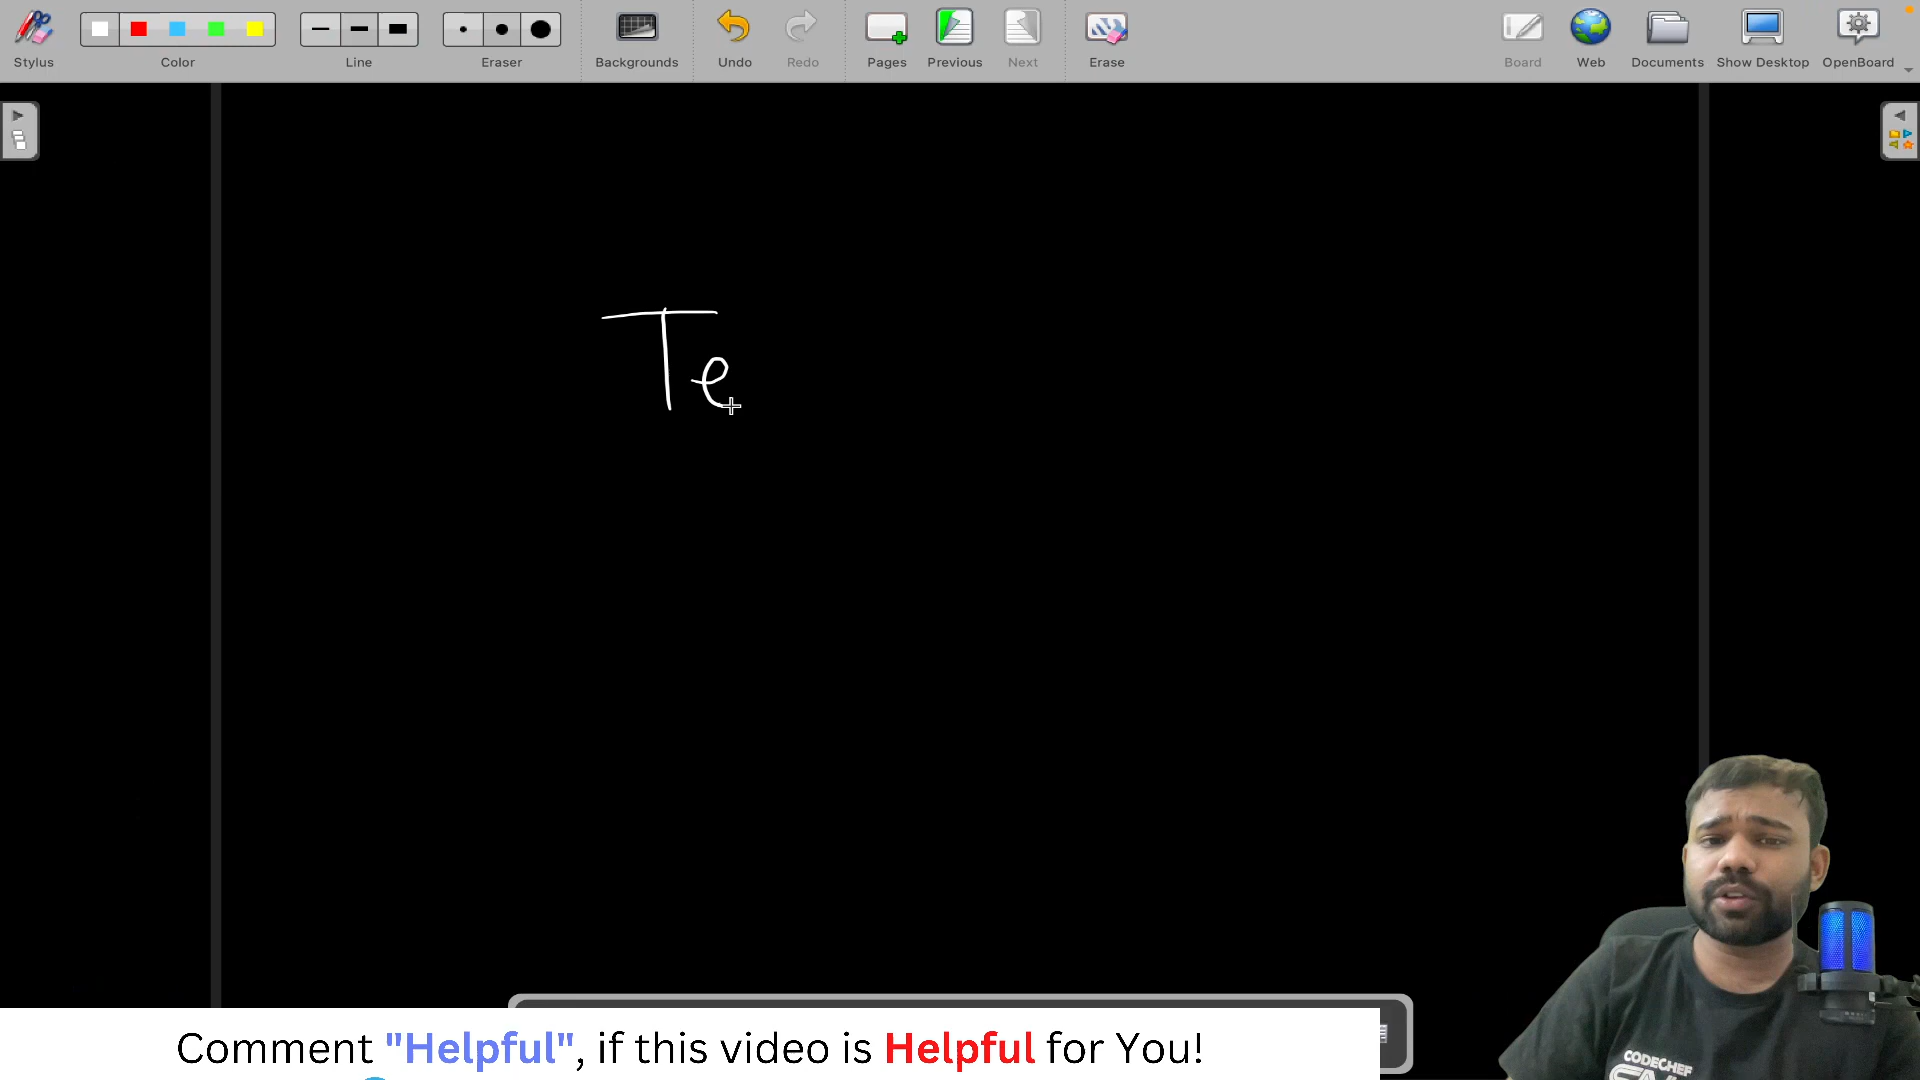 Stylus Color Line Eraser Backgrounds Undo Redo Pages Previous Next Erase Board Web Documents Show Desktop OpenBoard
Te
CODECHEF
Comment "Helpful", if this video is Helpful for You!